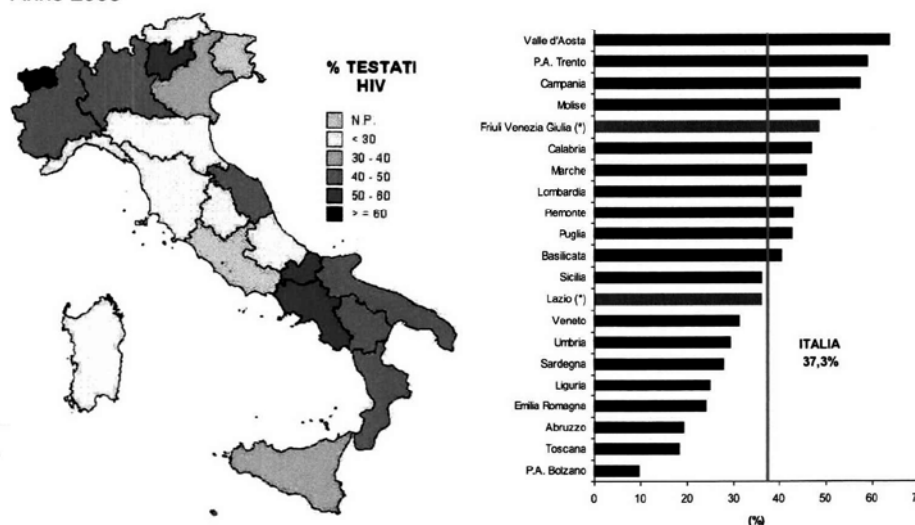 % TESTATI
HIV
N.P.
< 30
30 - 40
40 - 50
50 - 60
> = 60
Valle d'Aosta
P.A. Trento
Campania
Molise
Friuli Venezia Giulia (*)
Calabria
Marche
Lombardia
Piemonte
Puglia
Basilicata
Sicilia
Lazio (*)
Veneto
Umbria
Sardegna
Liguria
Emilia Romagna
Abruzzo
Toscana
P.A. Bolzano
ITALIA
37,3%
0 10 20 30 40 50 60
(%)